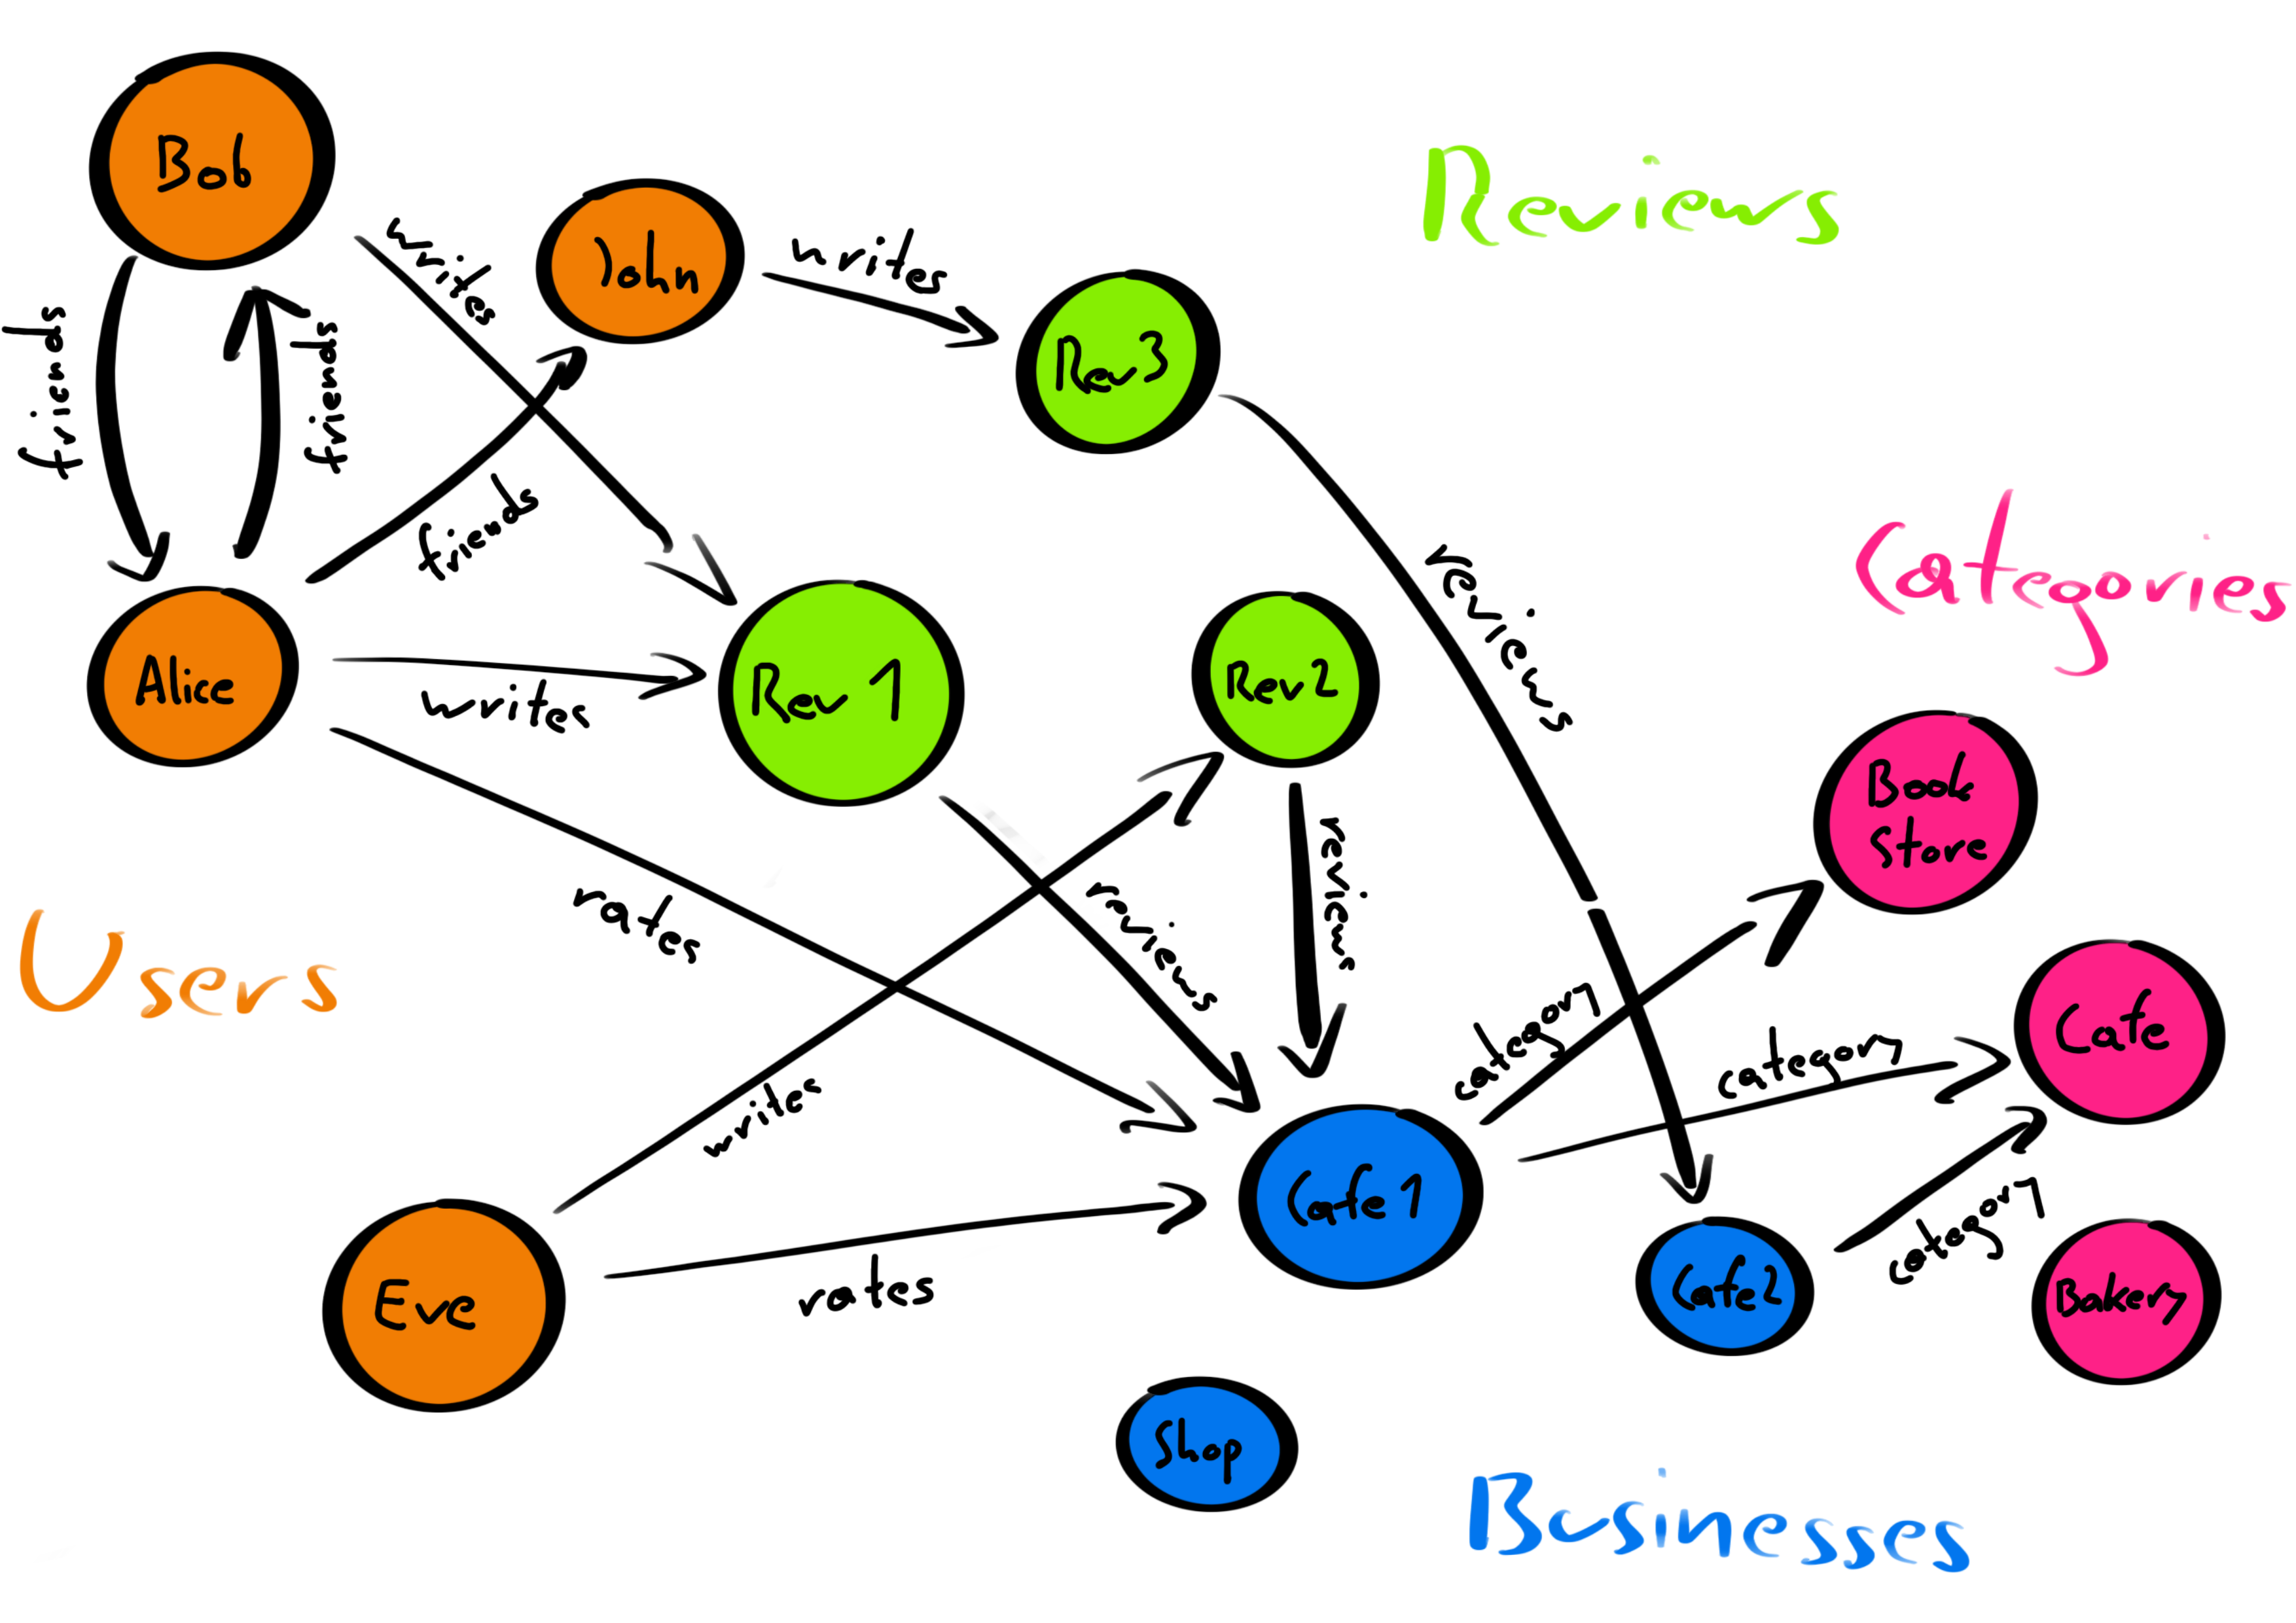 Bob
John
writes
writes
Reviews
Rev3
friends
friends
friends
reviews
Categories
Alice
writes
Rev 1
Rev2
Book
Store
rates
reviews
reviews
Users
category
category
Cafe
writes
Cafe 1
category
Cafe2
Bakery
Eve
rates
Shop
Businesses